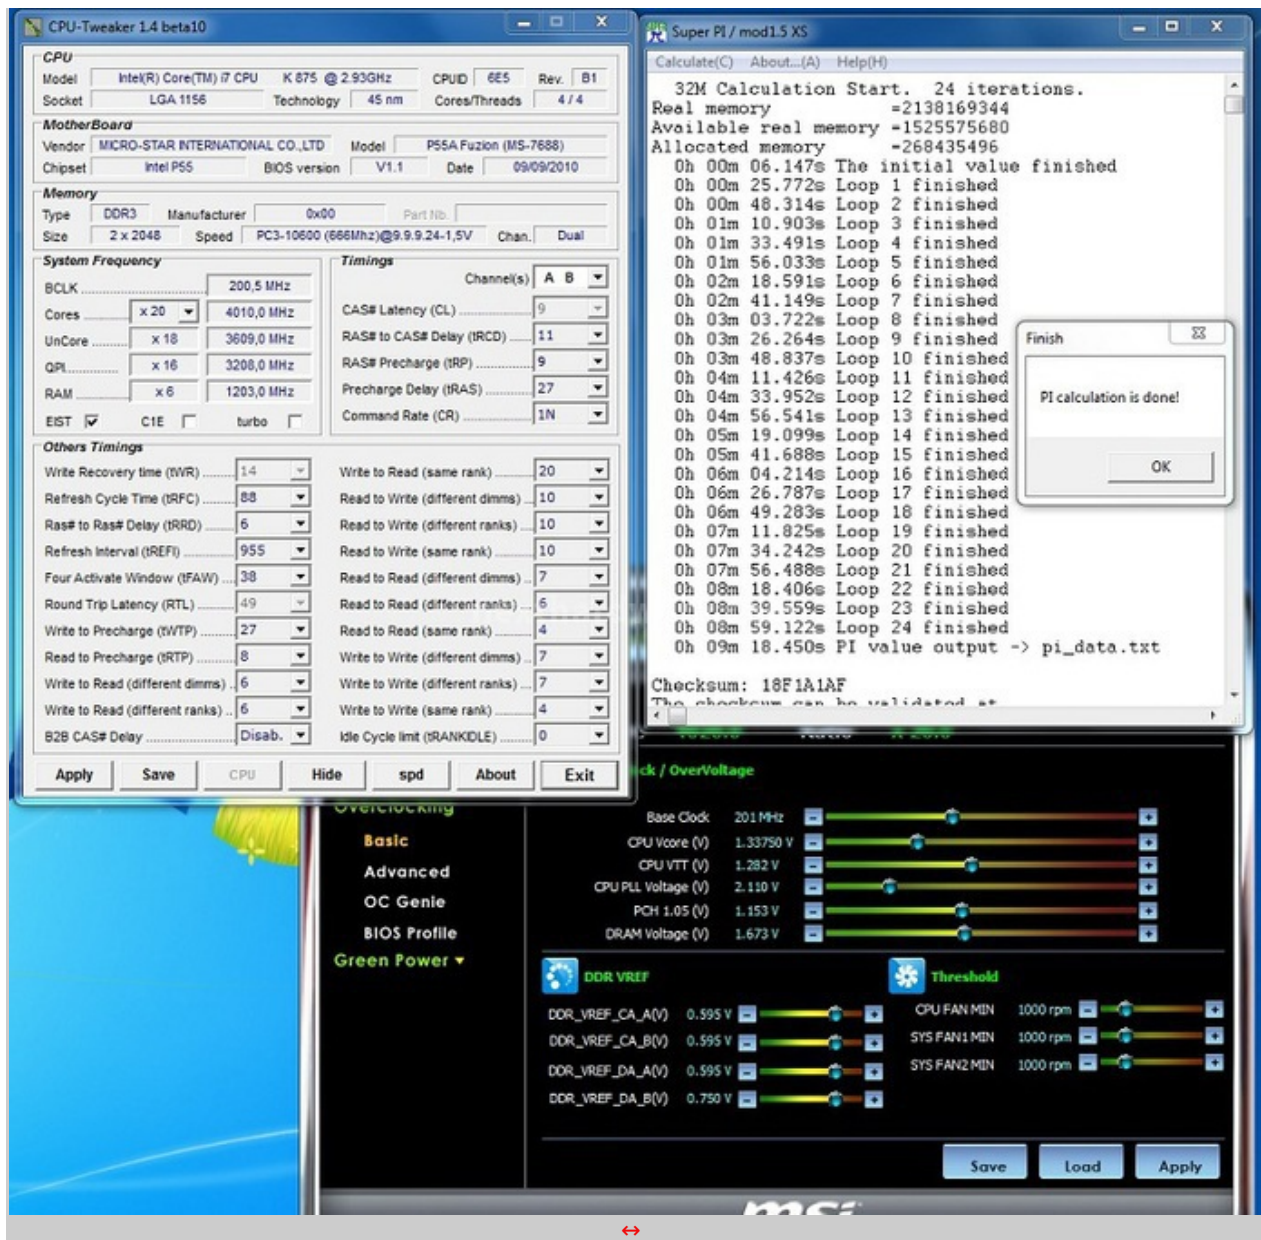 CPU-Tweaker 1.4 beta10
CPU
Model Intel(R) Core(TM) i7 CPU K 875 @ 2.93GHz CPUID 6E5 Rev. B1
Socket LGA 1156 Technology 45 nm Cores/Threads 4 / 4
MotherBoard
Vendor MICRO-STAR INTERNATIONAL CO.,LTD Model P55A Fuzion (MS-7688)
Chipset Intel P55 BIOS version V1.1 Date 09/09/2010
Memory
Type DDR3 Manufacturer 0x00 Part Nb.
Size 2 x 2048 Speed PC3-10600 (666Mhz)@9.9.9.24-1,5V Chan. Dual
System Frequency
BCLK 200,5 MHz
Cores x 20 4010,0 MHz
UnCore x 18 3609,0 MHz
QPI x 16 3208,0 MHz
RAM x 6 1203,0 MHz
EIST C1E turbo
Timings
Channel(s) A B
CAS# Latency (CL) 9
RAS# to CAS# Delay (tRCD) 11
RAS# Precharge (tRP) 9
Precharge Delay (tRAS) 27
Command Rate (CR) 1N
Others Timings
Write Recovery time (tWR) 14
Refresh Cycle Time (tRFC) 88
Ras# to Ras# Delay (tRRD) 6
Refresh Interval (tREFI) 955
Four Activate Window (tFAW) 38
Round Trip Latency (RTL) 49
Write to Precharge (tWTP) 27
Read to Precharge (tRTP) 8
Write to Read (different dimms) 6
Write to Read (different ranks) 6
B2B CAS# Delay Disab.
Write to Read (same rank) 20
Read to Write (different dimms) 10
Read to Write (different ranks) 10
Read to Write (same rank) 10
Read to Read (different dimms) 7
Read to Read (different ranks) 6
Read to Read (same rank) 4
Write to Write (different dimms) 7
Write to Write (different ranks) 7
Write to Write (same rank) 4
Idle Cycle limit (tRANKIDLE) 0
Apply Save CPU Hide spd About Exit
Super PI / mod1.5 XS
Calculate(C) About...(A) Help(H)
32M Calculation Start. 24 iterations.
Real memory =2138169344
Available real memory =1525575680
Allocated memory =268435496
0h 00m 06.147s The initial value finished
0h 00m 25.772s Loop 1 finished
0h 00m 48.314s Loop 2 finished
0h 01m 10.903s Loop 3 finished
0h 01m 33.491s Loop 4 finished
0h 01m 56.033s Loop 5 finished
0h 02m 18.591s Loop 6 finished
0h 02m 41.149s Loop 7 finished
0h 03m 03.722s Loop 8 finished
0h 03m 26.264s Loop 9 finished
0h 03m 48.837s Loop 10 finished
0h 04m 11.426s Loop 11 finished
0h 04m 33.952s Loop 12 finished
0h 04m 56.541s Loop 13 finished
0h 05m 19.099s Loop 14 finished
0h 05m 41.688s Loop 15 finished
0h 06m 04.214s Loop 16 finished
0h 06m 26.787s Loop 17 finished
0h 06m 49.283s Loop 18 finished
0h 07m 11.825s Loop 19 finished
0h 07m 34.242s Loop 20 finished
0h 07m 56.488s Loop 21 finished
0h 08m 18.406s Loop 22 finished
0h 08m 39.559s Loop 23 finished
0h 08m 59.122s Loop 24 finished
0h 09m 18.450s PI value output -> pi_data.txt
Checksum: 18F1A1AF
The checksum can be validated at
Finish
PI calculation is done!
OK
ck / OverVoltage
Overclocking
Basic
Advanced
OC Genie
BIOS Profile
Green Power
Base Clock 201 MHz
CPU Vcore (V) 1.33750 V
CPU VTT (V) 1.282 V
CPU PLL Voltage (V) 2.110 V
PCH 1.05 (V) 1.153 V
DRAM Voltage (V) 1.673 V
DDR VREF
DDR_VREF_CA_A(V) 0.595 V
DDR_VREF_CA_B(V) 0.595 V
DDR_VREF_DA_A(V) 0.595 V
DDR_VREF_DA_B(V) 0.750 V
Threshold
CPU FAN MIN 1000 rpm
SYS FAN1 MIN 1000 rpm
SYS FAN2 MIN 1000 rpm
Save Load Apply
msi